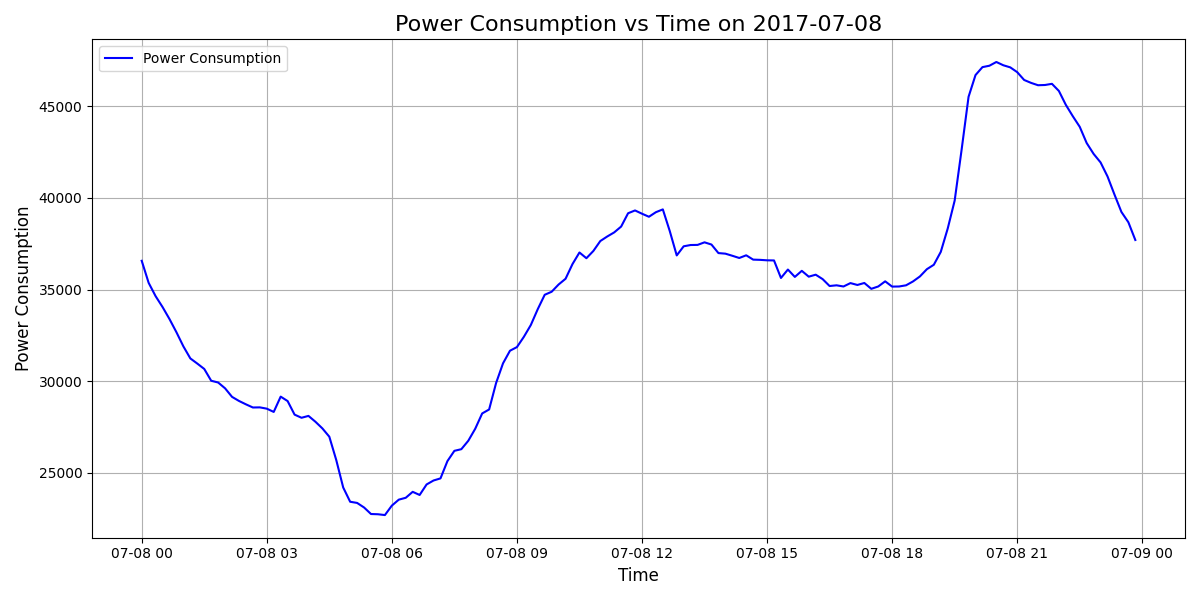 Power Consumption vs Time on 2017-07-08
Power Consumption
Power Consumption
45000
40000
35000
30000
25000
07-08 00 07-08 03 07-08 06 07-08 09 07-08 12 07-08 15 07-08 18 07-08 21 07-09 00
Time